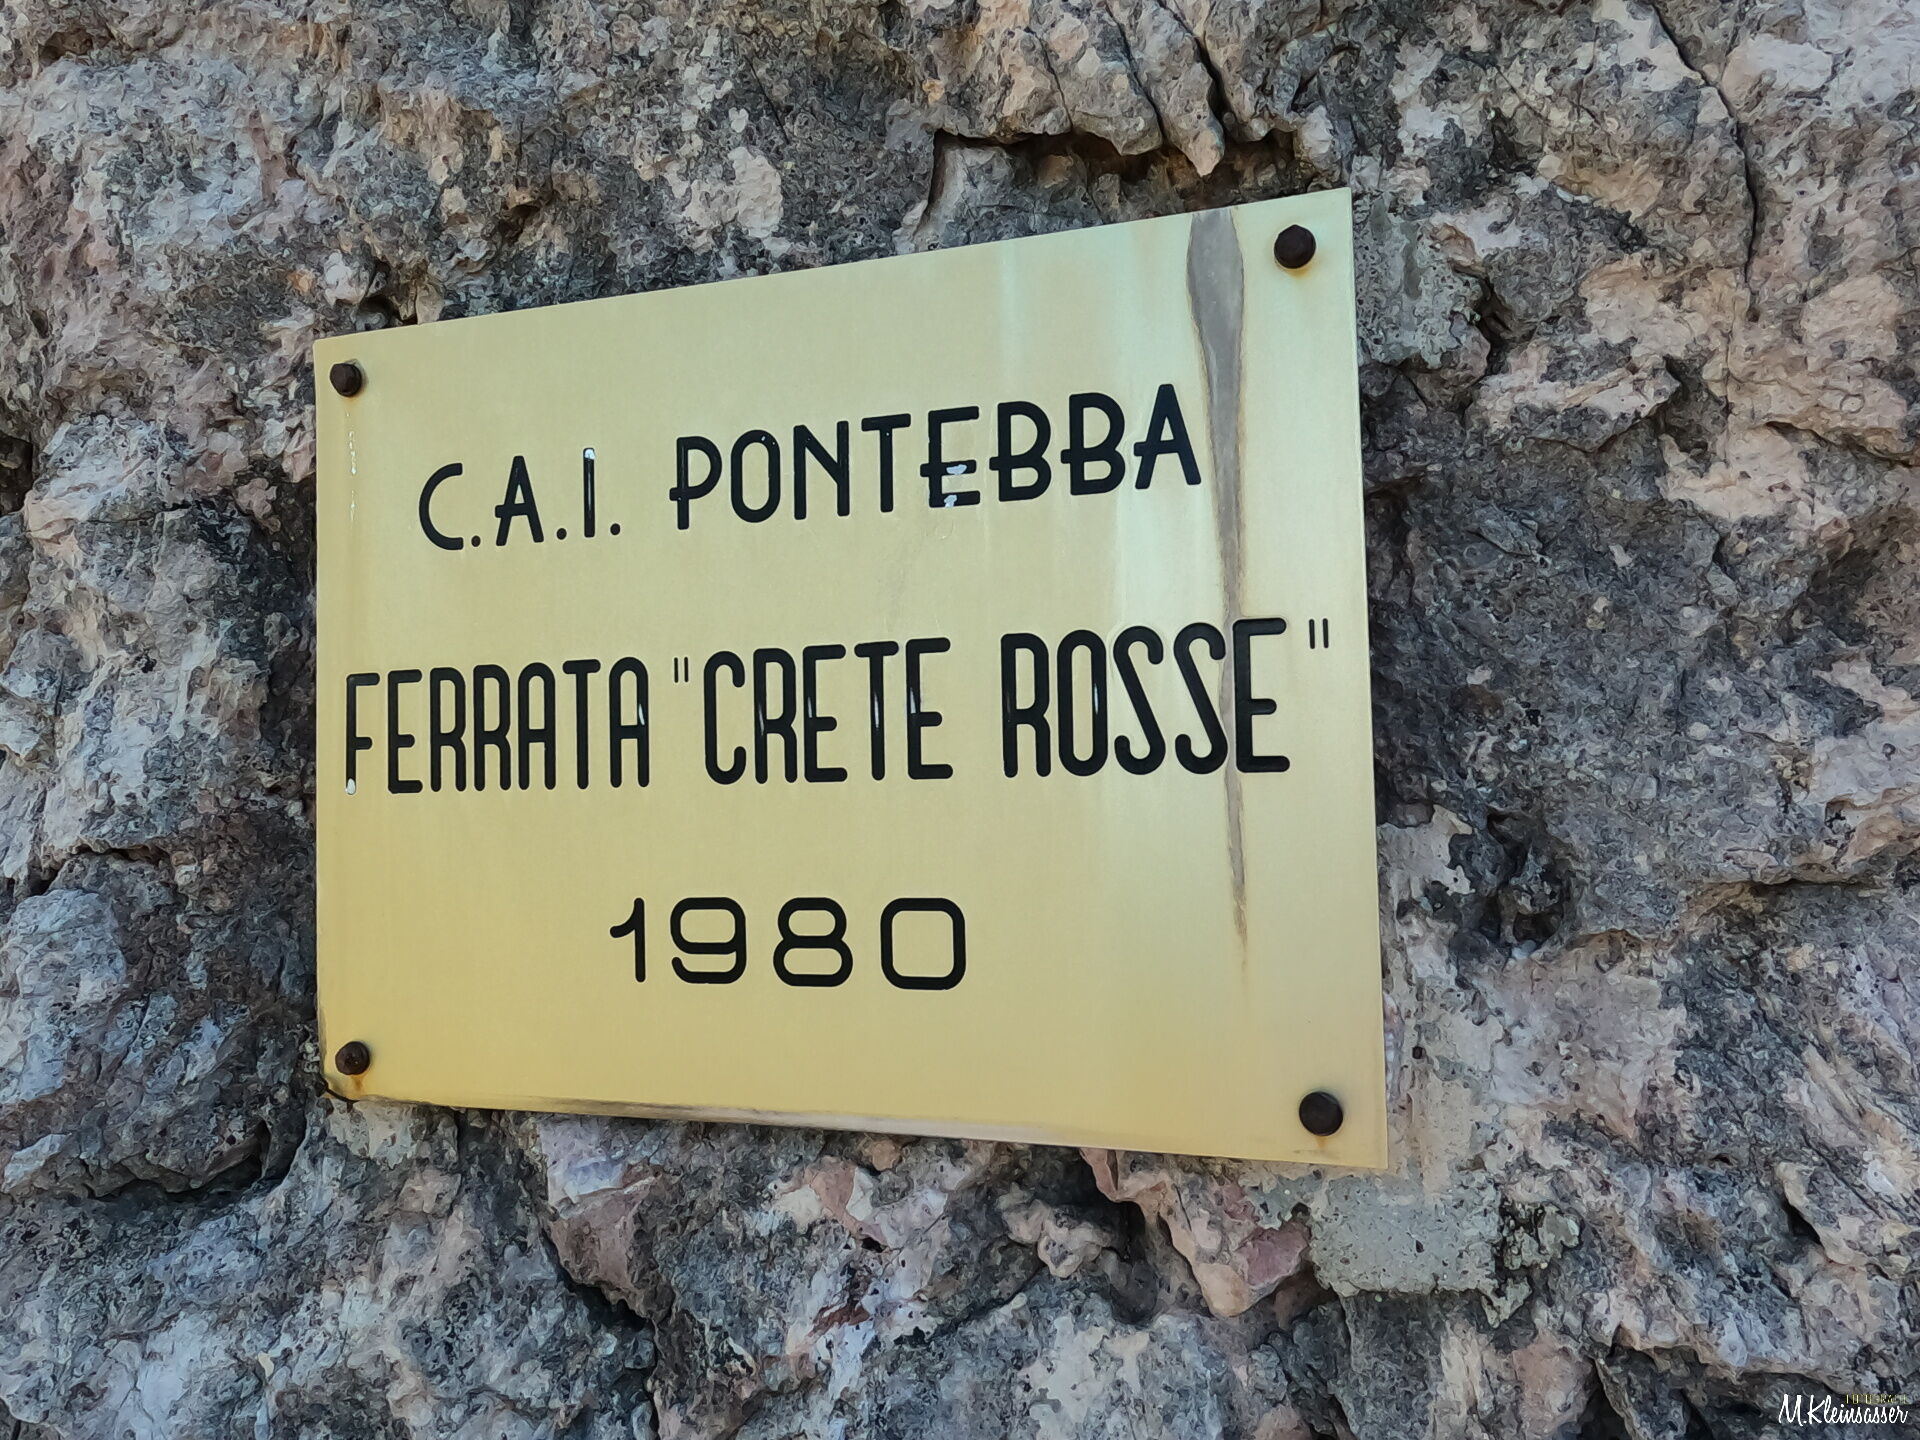 C.A.I. PONTEBBA
FERRATA "CRETE ROSSE"
1980
M.Kleinsasser